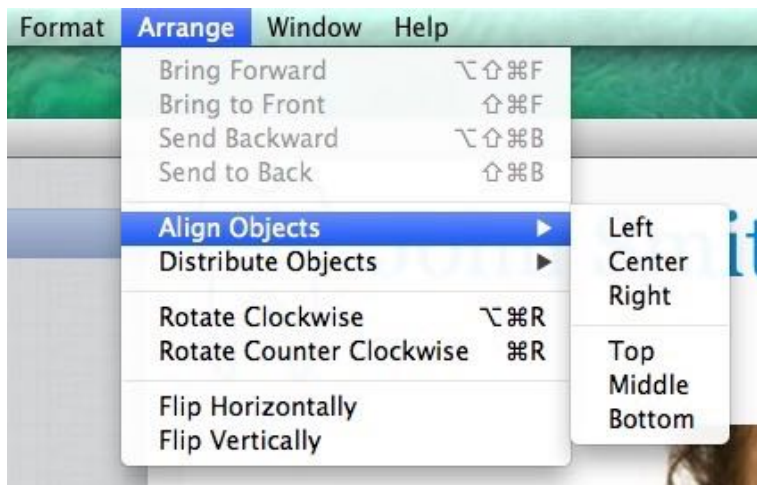 Format Arrange Window Help
Bring Forward ⌥⇧⌘F
Bring to Front ⇧⌘F
Send Backward ⌥⇧⌘B
Send to Back ⇧⌘B
Align Objects ▶
Distribute Objects ▶
Rotate Clockwise ⌥⌘R
Rotate Counter Clockwise ⌘R
Flip Horizontally
Flip Vertically
Left
Center
Right
Top
Middle
Bottom